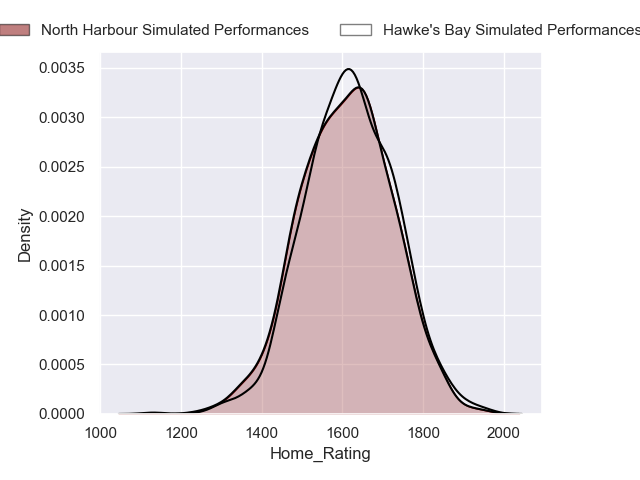 North Harbour Simulated Performances Hawke's Bay Simulated Performances
0.0035
0.0030
0.0025
0.0020
0.0015
0.0010
0.0005
0.0000
Density
1000 1200 1400 1600 1800 2000
Home_Rating